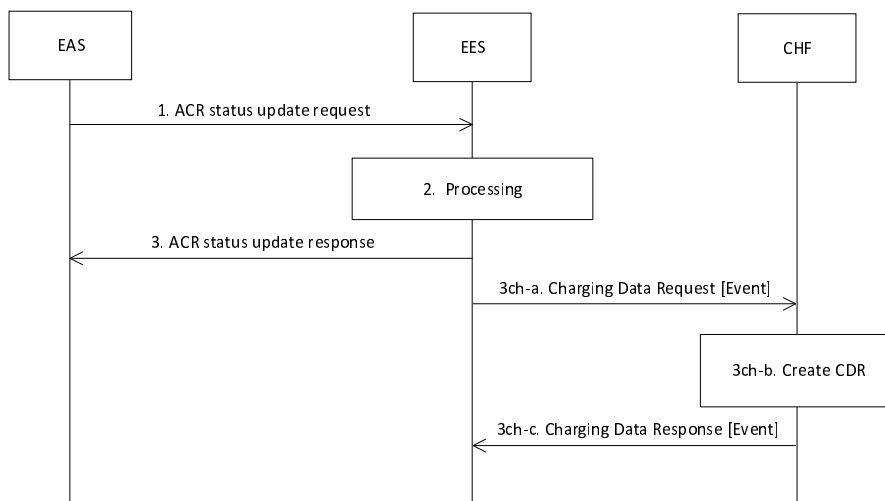 EAS
EES
CHF
1. ACR status update request
2. Processing
3. ACR status update response
3ch-a. Charging Data Request [Event]
3ch-b. Create CDR
3ch-c. Charging Data Response [Event]